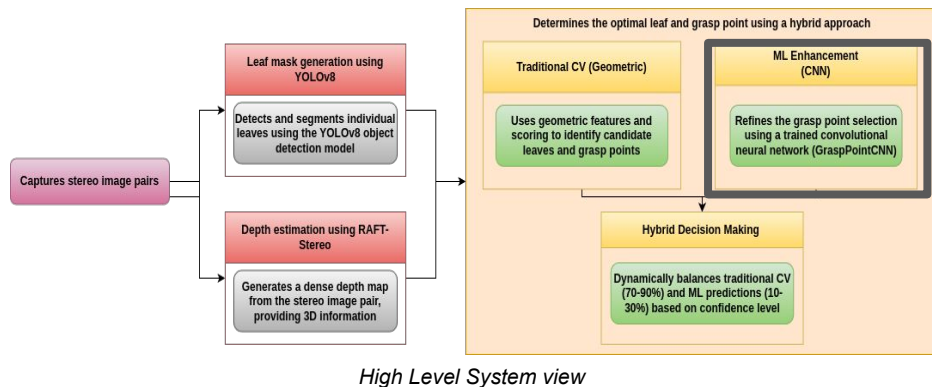 Captures stereo image pairs
Leaf mask generation using
YOLOv8
Detects and segments individual
leaves using the YOLOv8 object
detection model
Depth estimation using RAFT-
Stereo
Generates a dense depth map
from the stereo image pair,
providing 3D information
Determines the optimal leaf and grasp point using a hybrid approach
Traditional CV (Geometric)
Uses geometric features and
scoring to identify candidate
leaves and grasp points
ML Enhancement
(CNN)
Refines the grasp point selection
using a trained convolutional
neural network (GraspPointCNN)
Hybrid Decision Making
Dynamically balances traditional CV
(70-90%) and ML predictions (10-
30%) based on confidence level
High Level System view